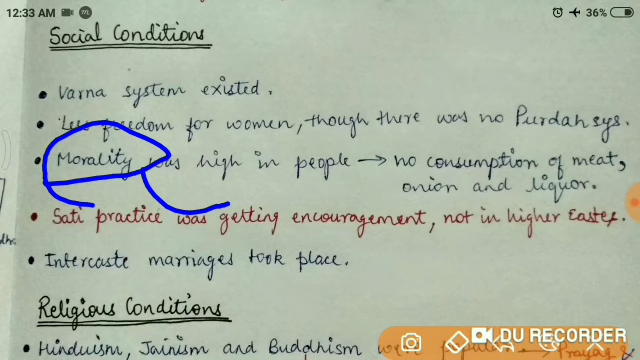 12:33 AM
36%
Social Conditions
• Varna system existed.
• Less freedom for women, though there was no Purdah sys.
• Morality was high in people → no consumption of meat,
onion and liquor.
• Sati practice was getting encouragement, not in higher castes.
• Intercaste marriages took place.
Religious Conditions
• Hinduism, Jainism and Buddhism were
DU RECORDER